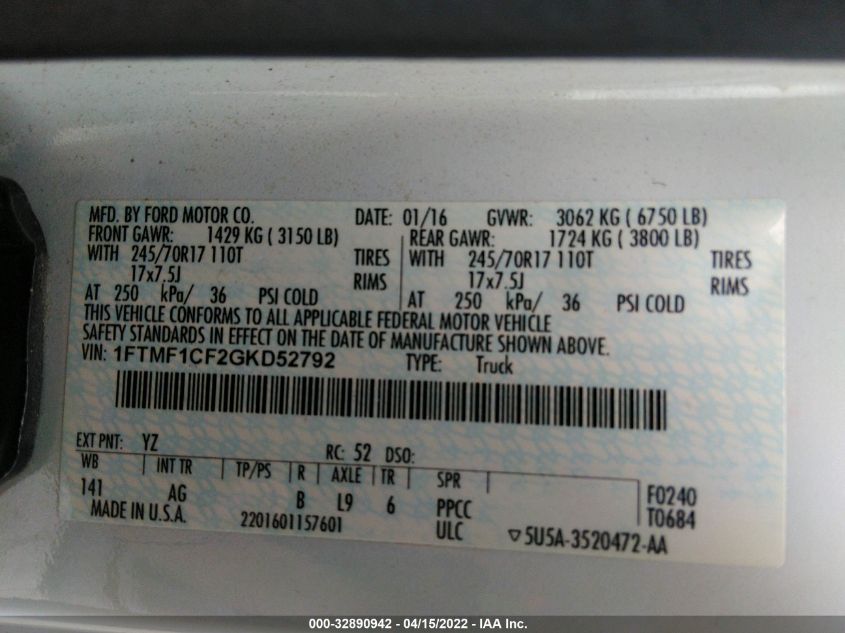 MFD. BY FORD MOTOR CO. DATE: 01/16 GVWR: 3062 KG ( 6750 LB)
FRONT GAWR: 1429 KG ( 3150 LB) REAR GAWR: 1724 KG ( 3800 LB)
WITH 245/70R17 110T TIRES WITH 245/70R17 110T TIRES
17x7.5J RIMS 17x7.5J RIMS
AT 250 kPa/ 36 PSI COLD AT 250 kPa/ 36 PSI COLD
THIS VEHICLE CONFORMS TO ALL APPLICABLE FEDERAL MOTOR VEHICLE
SAFETY STANDARDS IN EFFECT ON THE DATE OF MANUFACTURE SHOWN ABOVE.
VIN: 1FTMF1CF2GKD52792 TYPE: Truck
EXT PNT: YZ RC: 52 DSO:
WB INT TR TP/PS R AXLE TR SPR
141 AG B L9 6 PPCC F0240
MADE IN U.S.A. 2201601157601 ULC T0684
▽5U5A-3520472-AA
000-32890942 - 04/15/2022 - IAA Inc.